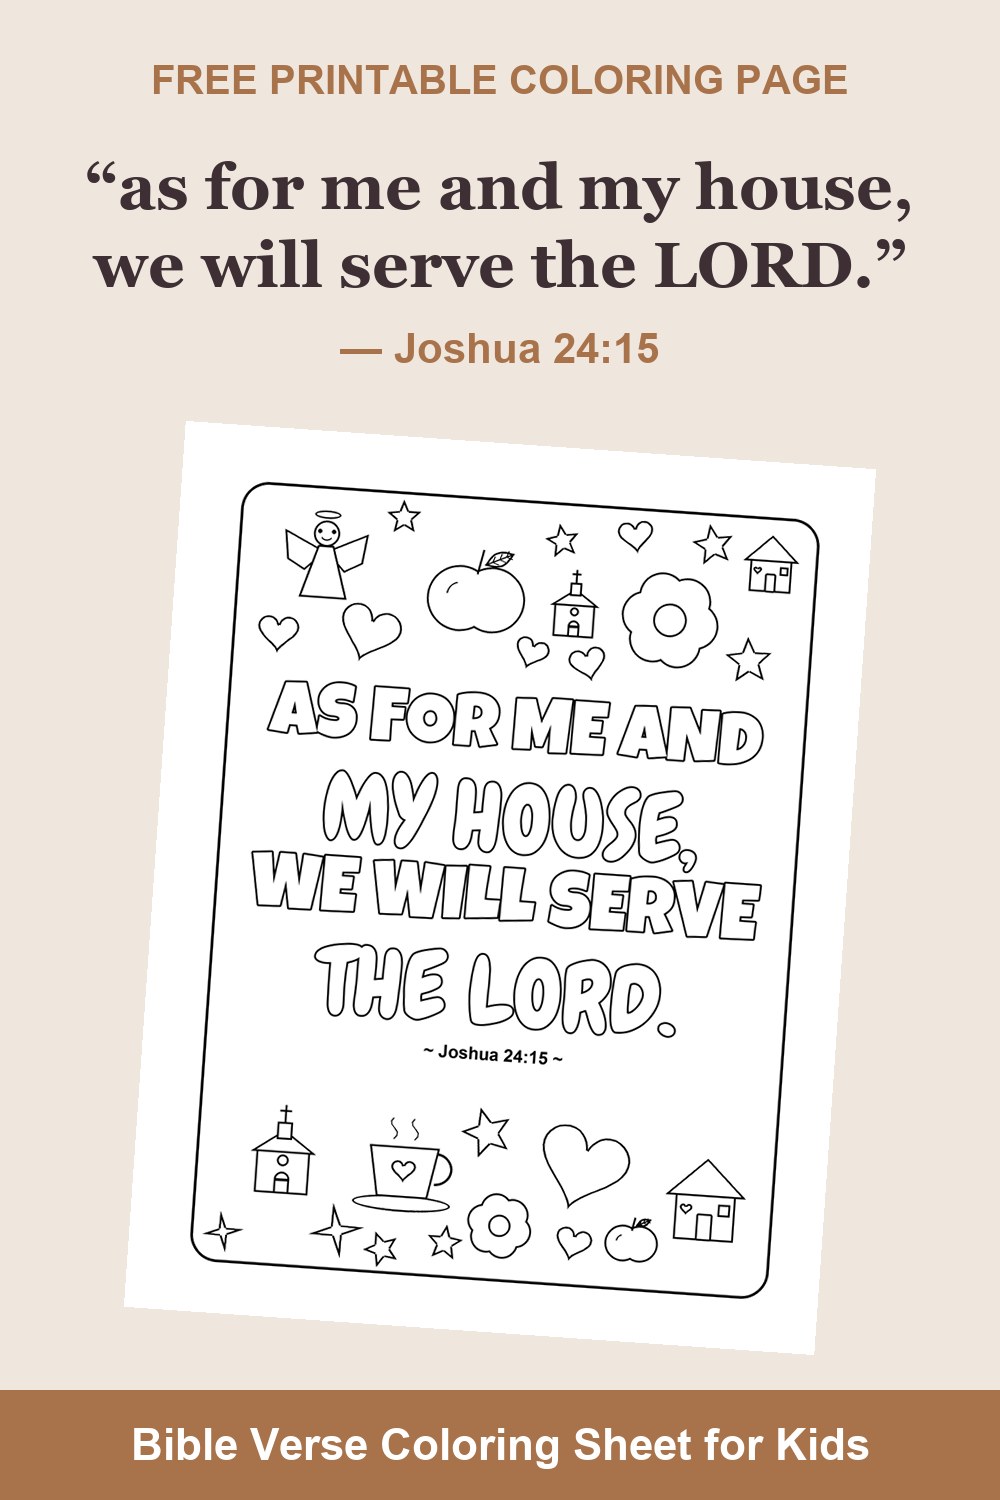 FREE PRINTABLE COLORING PAGE
“as for me and my house,
we will serve the LORD.”
— Joshua 24:15
AS FOR ME AND
MY HOUSE,
WE WILL SERVE
THE LORD.
~ Joshua 24:15 ~
Bible Verse Coloring Sheet for Kids